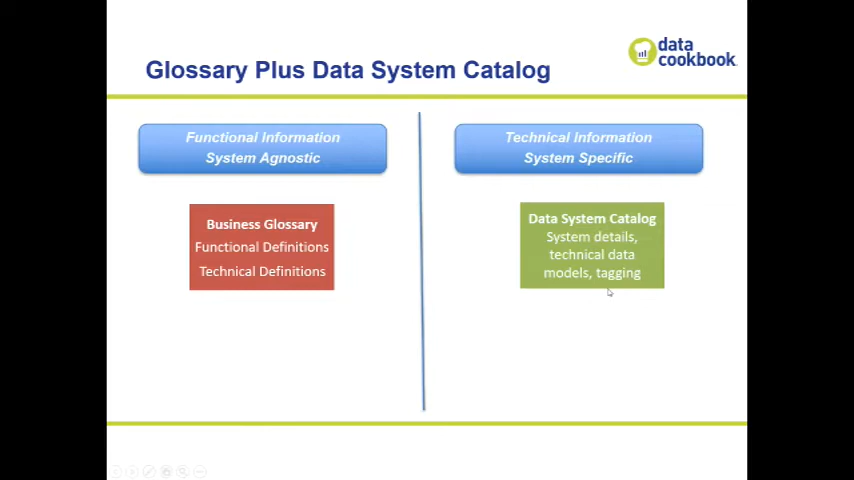 Glossary Plus Data System Catalog
data
cookbook
Functional Information
System Agnostic
Technical Information
System Specific
Business Glossary
Functional Definitions
Technical Definitions
Data System Catalog
System details,
technical data
models, tagging